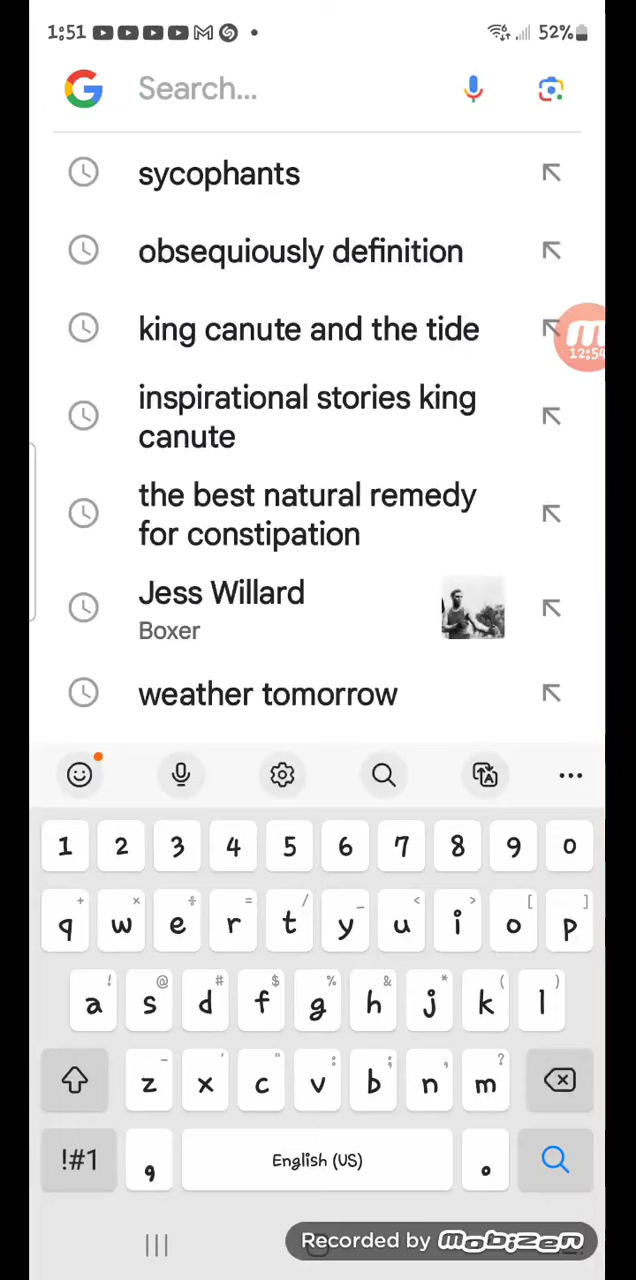 1:51 52%
Search...
sycophants
obsequiously definition
king canute and the tide
m
12:54
inspirational stories king
canute
the best natural remedy
for constipation
Jess Willard
Boxer
weather tomorrow
1 2 3 4 5 6 7 8 9 0
+ × ÷ = / _ < > [ ]
q w e r t y u i o p
! @ # $ % & * ( )
a s d f g h j k l
- ' " : ; , ?
z x c v b n m
!#1 , English (US) .
Recorded by mobizen